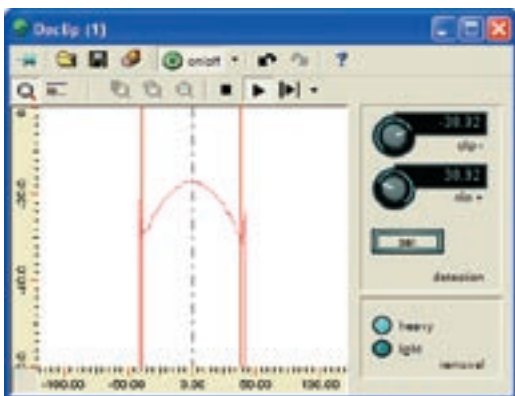 Declip (1)
on/off
?
-30.92
clip -
30.92
clip +
set
detection
heavy
light
removal
-100.00 -50.00 0.00 50.00 100.00